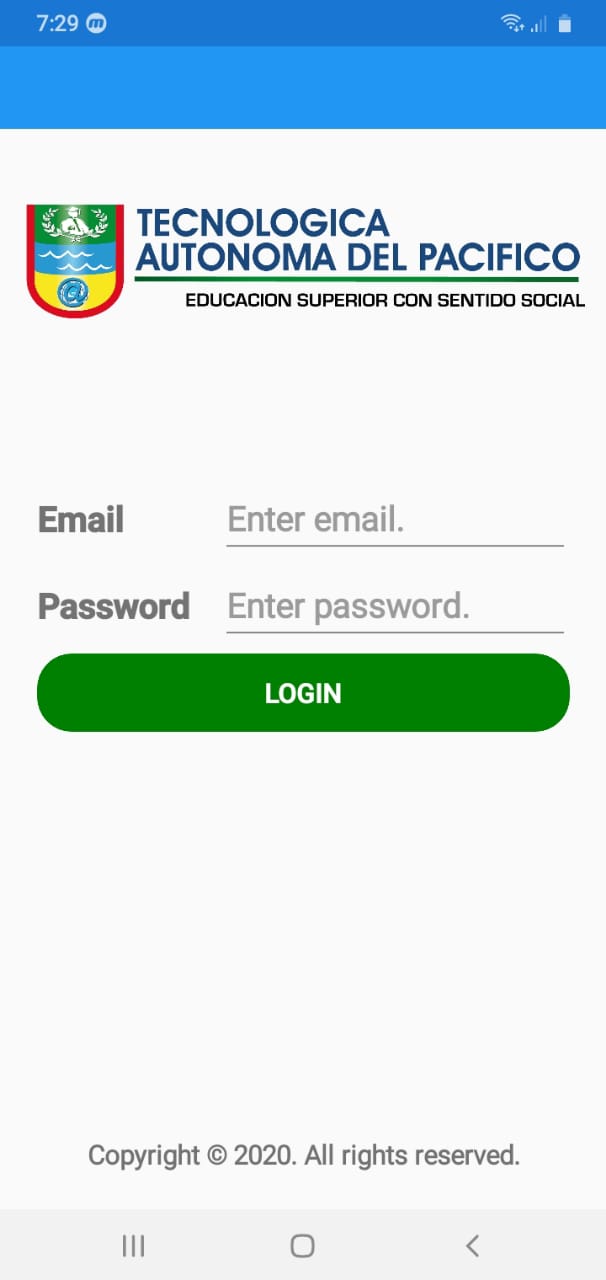 7:29
TECNOLOGICA
AUTONOMA DEL PACIFICO
EDUCACION SUPERIOR CON SENTIDO SOCIAL
Email Enter email.
Password Enter password.
LOGIN
Copyright © 2020. All rights reserved.